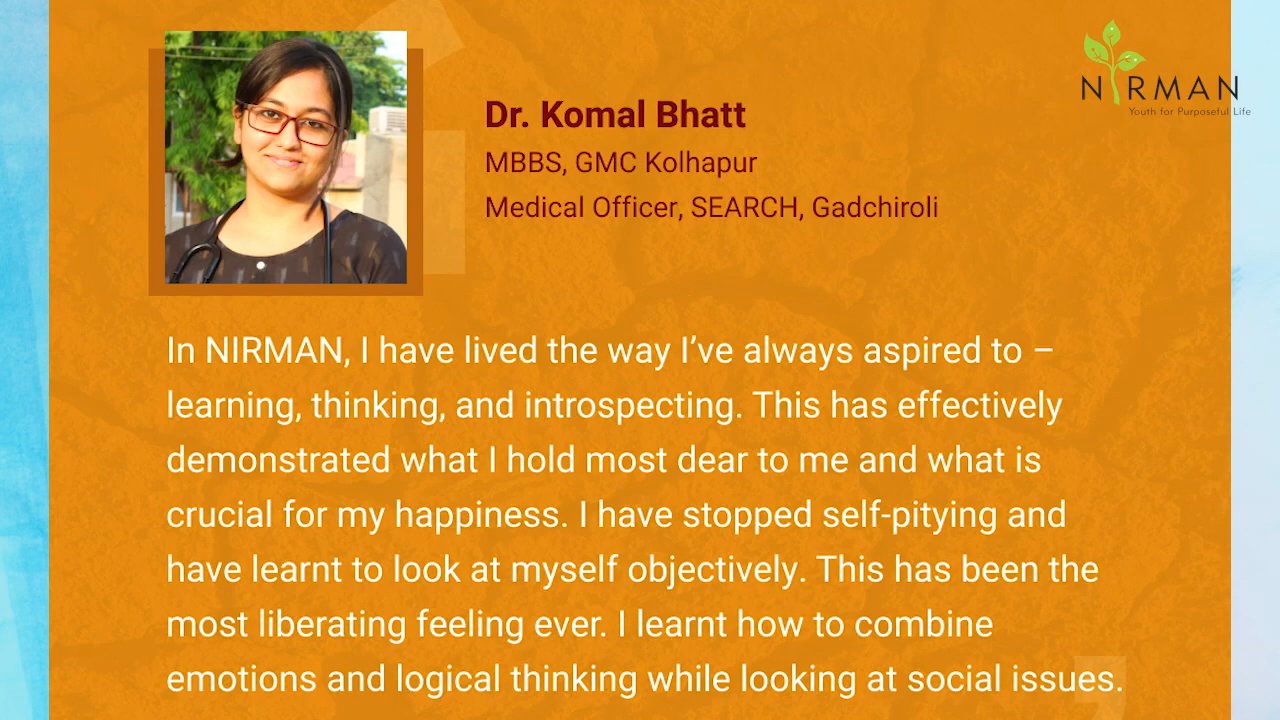 NIRMAN
Youth for Purposeful Life
Dr. Komal Bhatt
MBBS, GMC Kolhapur
Medical Officer, SEARCH, Gadchiroli
In NIRMAN, I have lived the way I’ve always aspired to –
learning, thinking, and introspecting. This has effectively
demonstrated what I hold most dear to me and what is
crucial for my happiness. I have stopped self-pitying and
have learnt to look at myself objectively. This has been the
most liberating feeling ever. I learnt how to combine
emotions and logical thinking while looking at social issues.